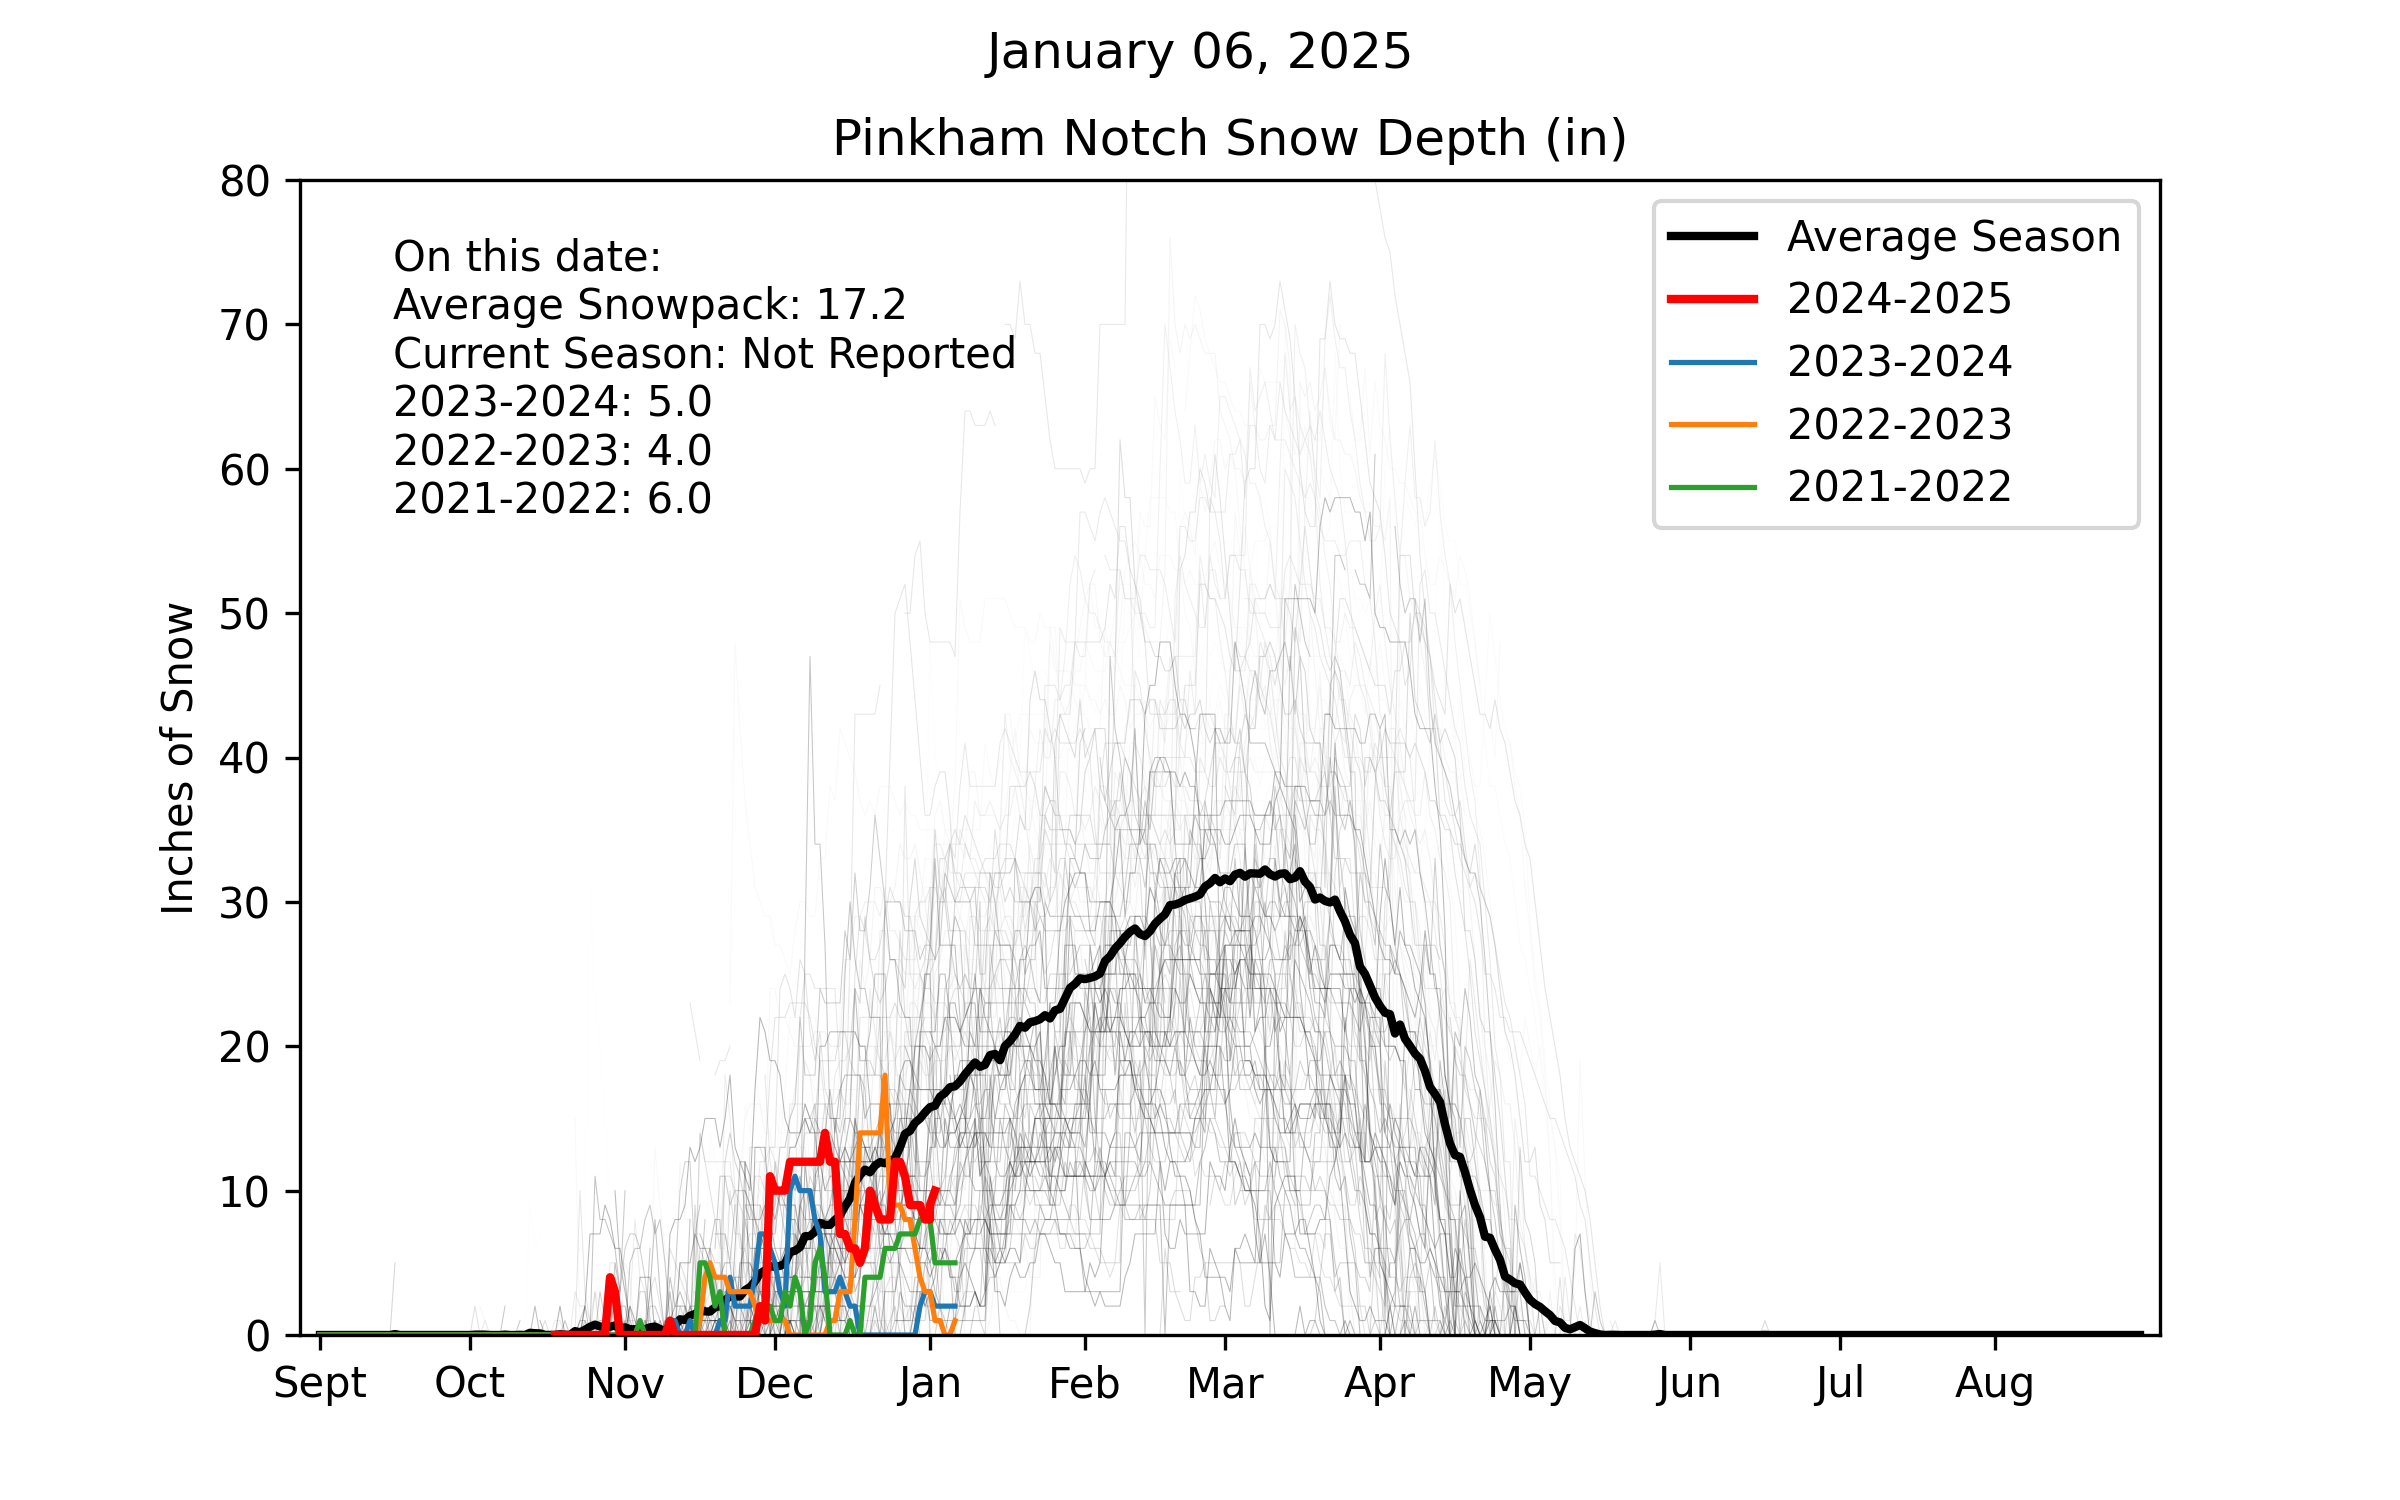 January 06, 2025
Pinkham Notch Snow Depth (in)
On this date:
Average Snowpack: 17.2
Current Season: Not Reported
2023-2024: 5.0
2022-2023: 4.0
2021-2022: 6.0
Average Season
2024-2025
2023-2024
2022-2023
2021-2022
Inches of Snow
80
70
60
50
40
30
20
10
0
Sept Oct Nov Dec Jan Feb Mar Apr May Jun Jul Aug